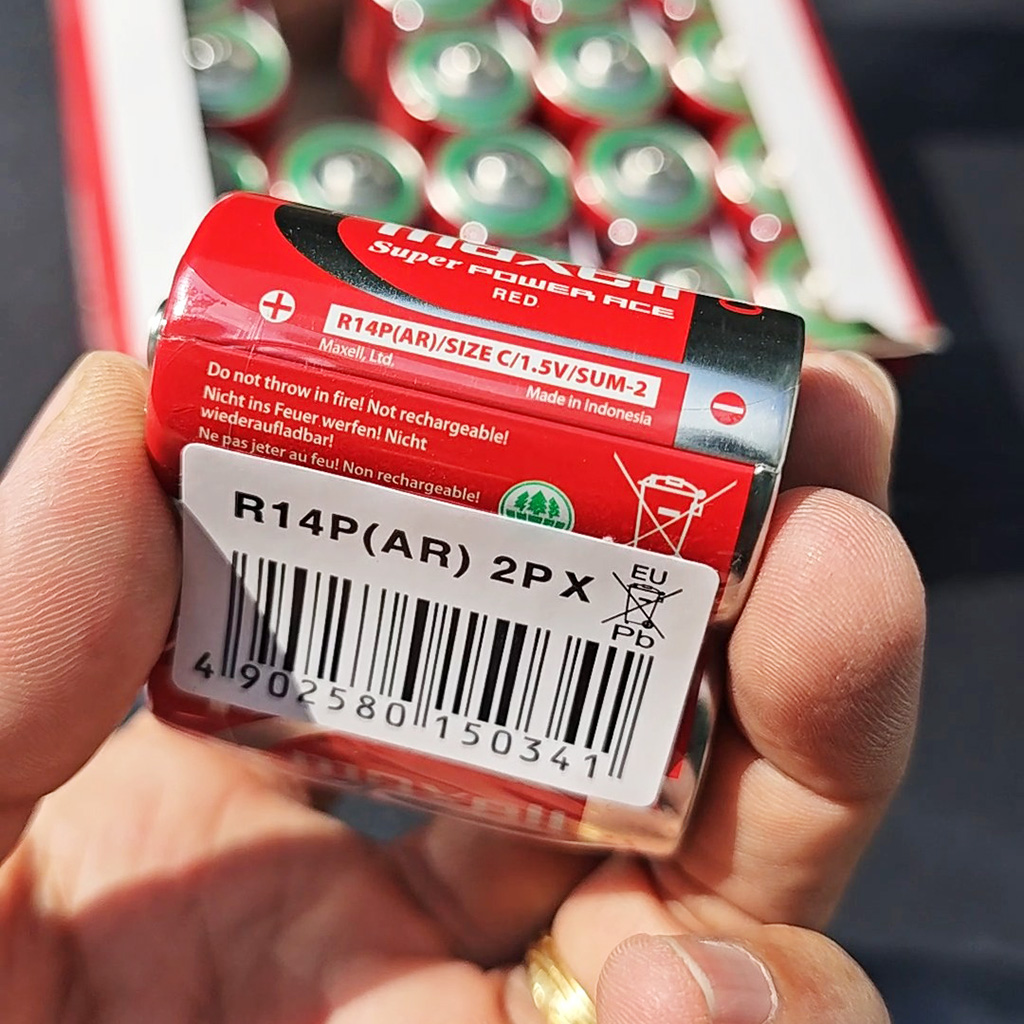 maxell
Super POWER ACE
RED
R14P(AR)/SIZE C/1.5V/SUM-2
Maxell, Ltd.
Made in Indonesia
Do not throw in fire! Not rechargeable!
Nicht ins Feuer werfen! Nicht
wiederaufladbar!
Ne pas jeter au feu! Non rechargeable!
R14P(AR) 2P X
EU
Pb
4 902580 150341
maxell